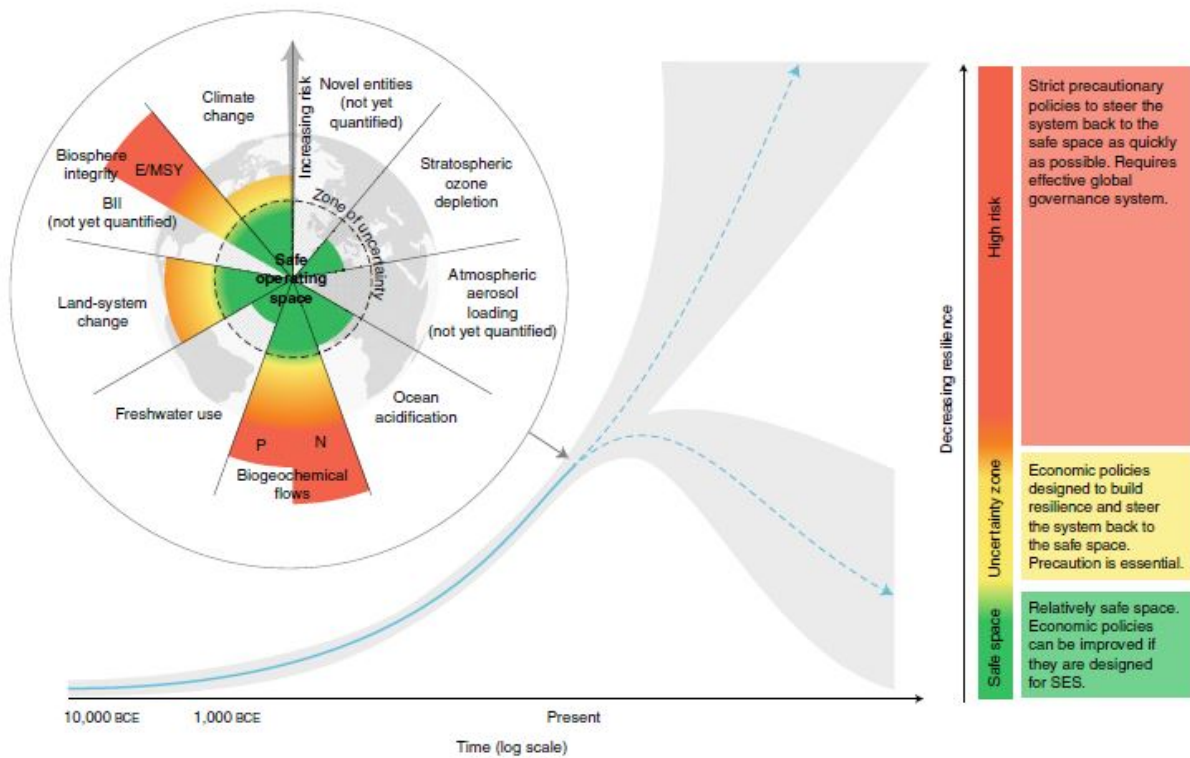 Climate
change
Increasing risk
Novel entities
(not yet
quantified)
Stratospheric
ozone
depletion
Zone of uncertainty
Biosphere
integrity
E/MSY
BII
(not yet quantified)
Safe
operating
space
Land-system
change
Atmospheric
aerosol
loading
(not yet quantified)
Freshwater use
Ocean
acidification
P
N
Biogeochemical
flows
10,000 BCE
1,000 BCE
Present
Time (log scale)
Decreasing resilience
High risk
Uncertainty zone
Safe space
Strict precautionary
policies to steer the
system back to the
safe space as quickly
as possible. Requires
effective global
governance system.
Economic policies
designed to build
resilience and steer
the system back to
the safe space.
Precaution is essential.
Relatively safe space.
Economic policies
can be improved if
they are designed
for SES.